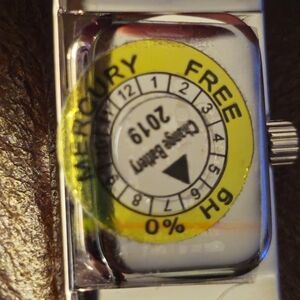 MERCURY FREE
0% Hg
12 1 2 3 4 5 6 7 8 9
Change Battery
2019